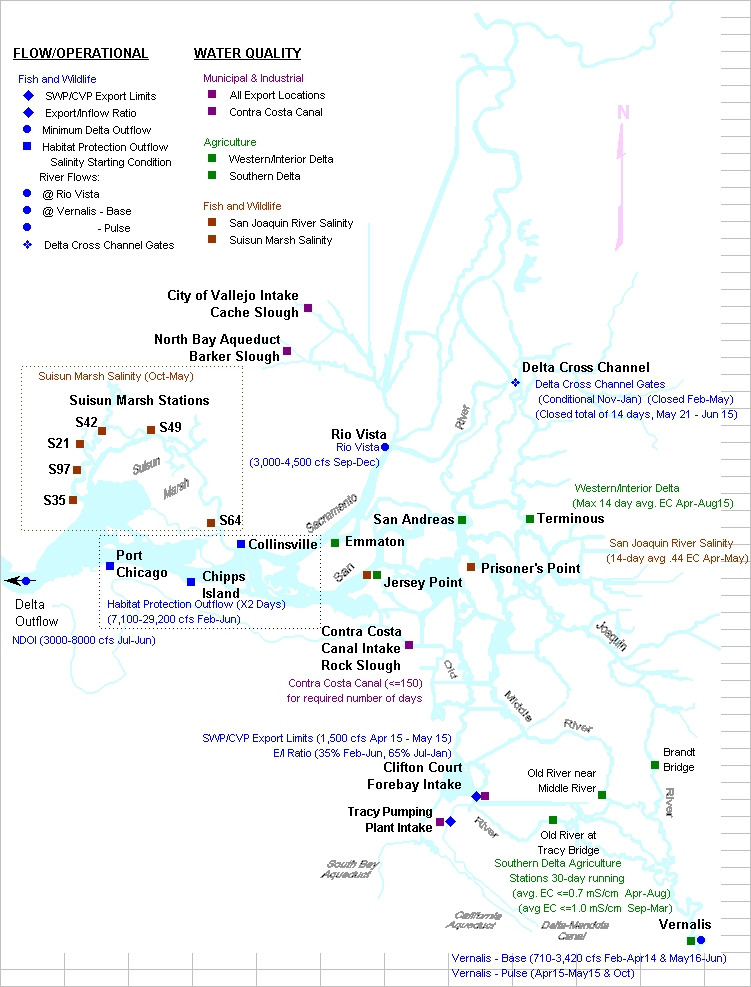 FLOW/OPERATIONAL
Fish and Wildlife
SWP/CVP Export Limits
Export/Inflow Ratio
Minimum Delta Outflow
Habitat Protection Outflow
Salinity Starting Condition
River Flows:
@ Rio Vista
@ Vernalis - Base
- Pulse
Delta Cross Channel Gates
WATER QUALITY
Municipal & Industrial
All Export Locations
Contra Costa Canal
Agriculture
Western/Interior Delta
Southern Delta
Fish and Wildlife
San Joaquin River Salinity
Suisun Marsh Salinity
N
City of Vallejo Intake
Cache Slough
North Bay Aqueduct
Barker Slough
Suisun Marsh Salinity (Oct-May)
Suisun Marsh Stations
S42
S49
S21
S97
S35
S64
Suisun
Marsh
Delta Cross Channel
Delta Cross Channel Gates
(Conditional Nov-Jan) (Closed Feb-May)
(Closed total of 14 days, May 21 - Jun 15)
River
Rio Vista
Rio Vista
(3,000-4,500 cfs Sep-Dec)
Sacramento
Western/Interior Delta
(Max 14 day avg. EC Apr-Aug15)
San Andreas
Terminous
Emmaton
San Joaquin River Salinity
(14-day avg .44 EC Apr-May)
Collinsville
Port
Chicago
Chipps
Island
San
Jersey Point
Prisoner's Point
Habitat Protection Outflow (X2 Days)
(7,100-29,200 cfs Feb-Jun)
Delta
Outflow
NDOI (3000-8000 cfs Jul-Jun)
Contra Costa
Canal Intake
Rock Slough
Contra Costa Canal (<=150)
for required number of days
Joaquin
Old
Middle
River
SWP/CVP Export Limits (1,500 cfs Apr 15 - May 15)
E/I Ratio (35% Feb-Jun, 65% Jul-Jan)
Clifton Court
Forebay Intake
Old River near
Middle River
Brandt
Bridge
River
Tracy Pumping
Plant Intake
River
Old River at
Tracy Bridge
South Bay
Aqueduct
Southern Delta Agriculture
Stations 30-day running
(avg. EC <=0.7 mS/cm Apr-Aug)
(avg EC <=1.0 mS/cm Sep-Mar)
California
Aqueduct
Delta-Mendota
Canal
Vernalis
Vernalis - Base (710-3,420 cfs Feb-Apr14 & May16-Jun)
Vernalis - Pulse (Apr15-May15 & Oct)